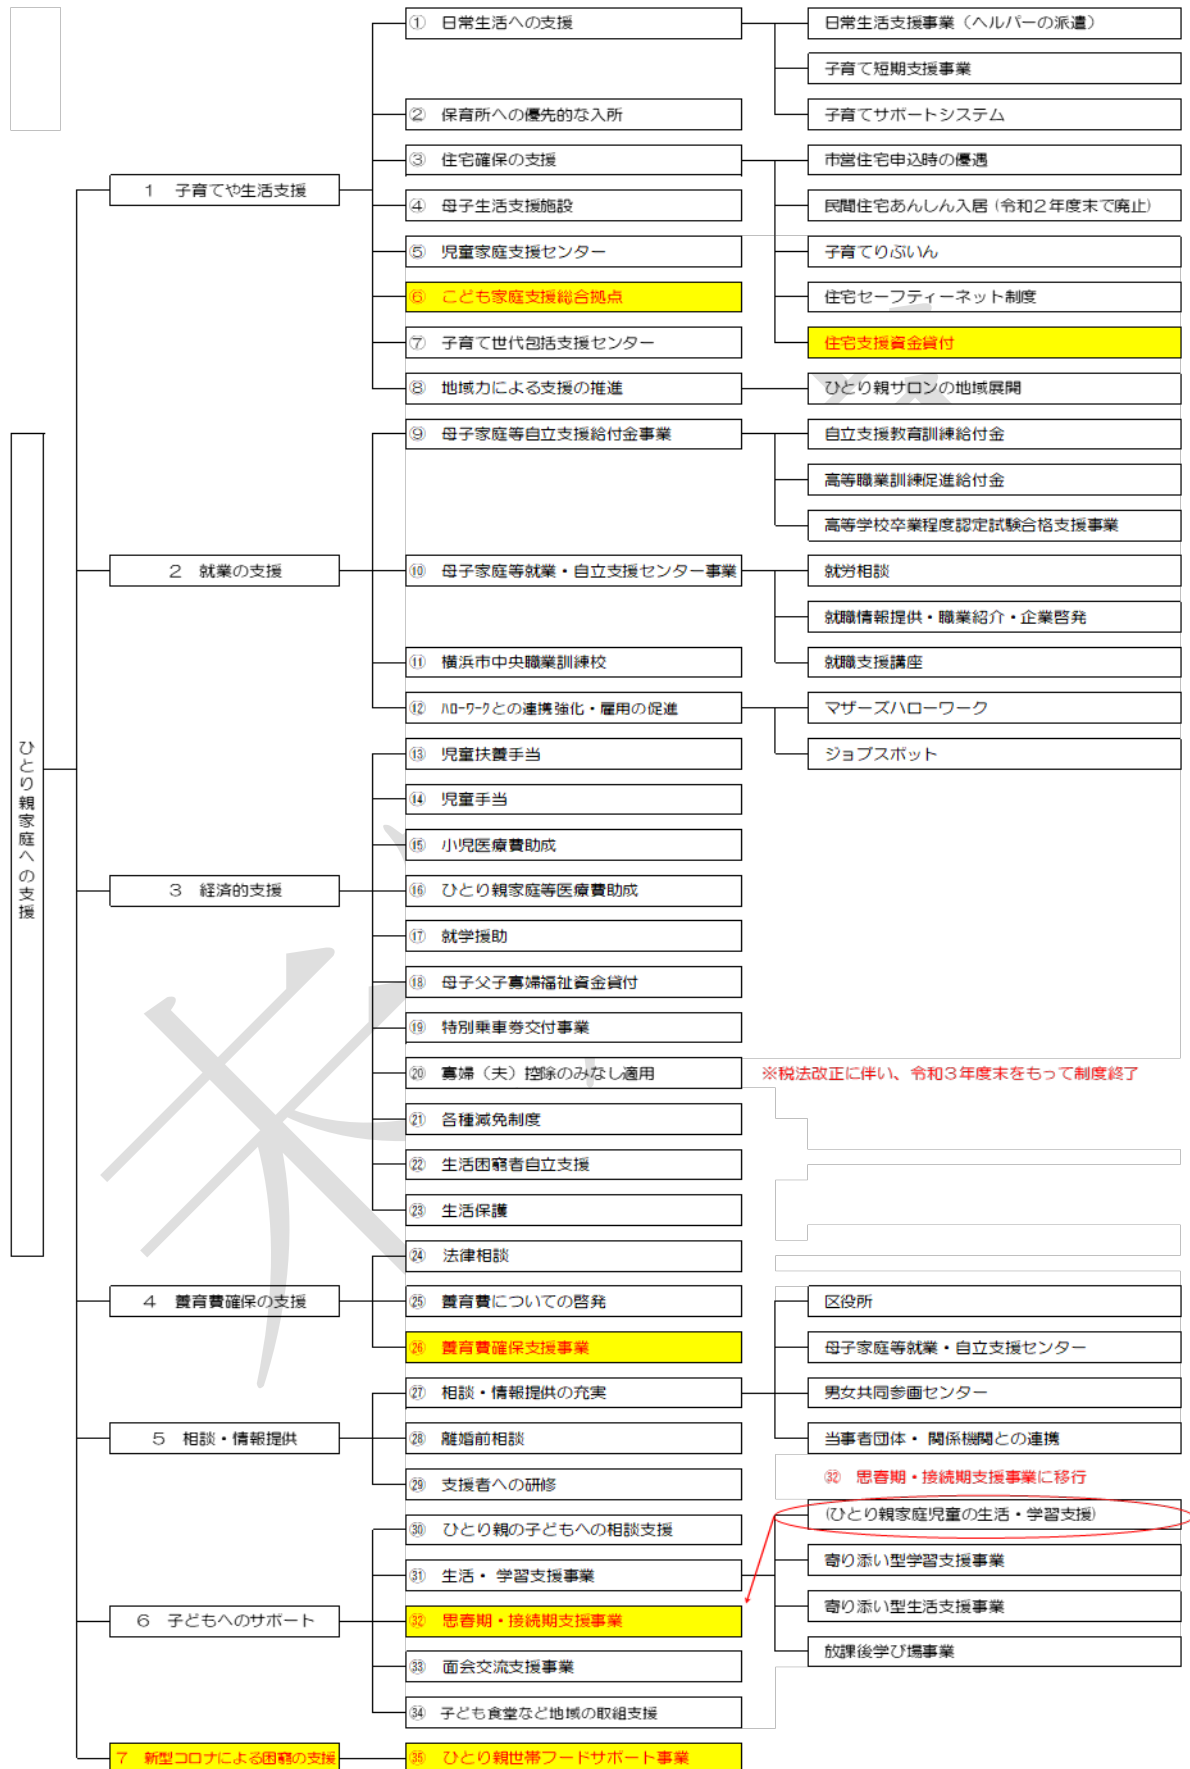 ひとり親家庭への支援
1　子育てや生活支援
① 日常生活への支援
日常生活支援事業（ヘルパーの派遣）
子育て短期支援事業
子育てサポートシステム
② 保育所への優先的な入所
③ 住宅確保の支援
市営住宅申込時の優遇
民間住宅あんしん入居（令和２年度末で廃止）
子育てりぶいん
住宅セーフティーネット制度
住宅支援資金貸付
④ 母子生活支援施設
⑤ 児童家庭支援センター
⑥ こども家庭支援総合拠点
⑦ 子育て世代包括支援センター
⑧ 地域力による支援の推進
ひとり親サロンの地域展開
2　就業の支援
⑨ 母子家庭等自立支援給付金事業
自立支援教育訓練給付金
高等職業訓練促進給付金
高等学校卒業程度認定試験合格支援事業
⑩ 母子家庭等就業・自立支援センター事業
就労相談
就職情報提供・職業紹介・企業啓発
就職支援講座
⑪ 横浜市中央職業訓練校
⑫ ﾊﾛｰﾜｰｸとの連携強化・雇用の促進
マザーズハローワーク
ジョブスポット
3　経済的支援
⑬ 児童扶養手当
⑭ 児童手当
⑮ 小児医療費助成
⑯ ひとり親家庭等医療費助成
⑰ 就学援助
⑱ 母子父子寡婦福祉資金貸付
⑲ 特別乗車券交付事業
⑳ 寡婦（夫）控除のみなし適用
※税法改正に伴い、令和３年度末をもって制度終了
㉑ 各種減免制度
㉒ 生活困窮者自立支援
㉓ 生活保護
4　養育費確保の支援
㉔ 法律相談
㉕ 養育費についての啓発
㉖ 養育費確保支援事業
5　相談・情報提供
㉗ 相談・情報提供の充実
区役所
母子家庭等就業・自立支援センター
男女共同参画センター
当事者団体・ 関係機関との連携
㉘ 離婚前相談
㉙ 支援者への研修
6　子どもへのサポート
㉚ ひとり親の子どもへの相談支援
㉛ 生活・ 学習支援事業
㉜ 思春期・接続期支援事業に移行
(ひとり親家庭児童の生活・学習支援)
寄り添い型学習支援事業
寄り添い型生活支援事業
放課後学び場事業
㉜ 思春期・接続期支援事業
㉝ 面会交流支援事業
㉞ 子ども食堂など地域の取組支援
7　新型コロナによる困窮の支援
㉟ ひとり親世帯フードサポート事業